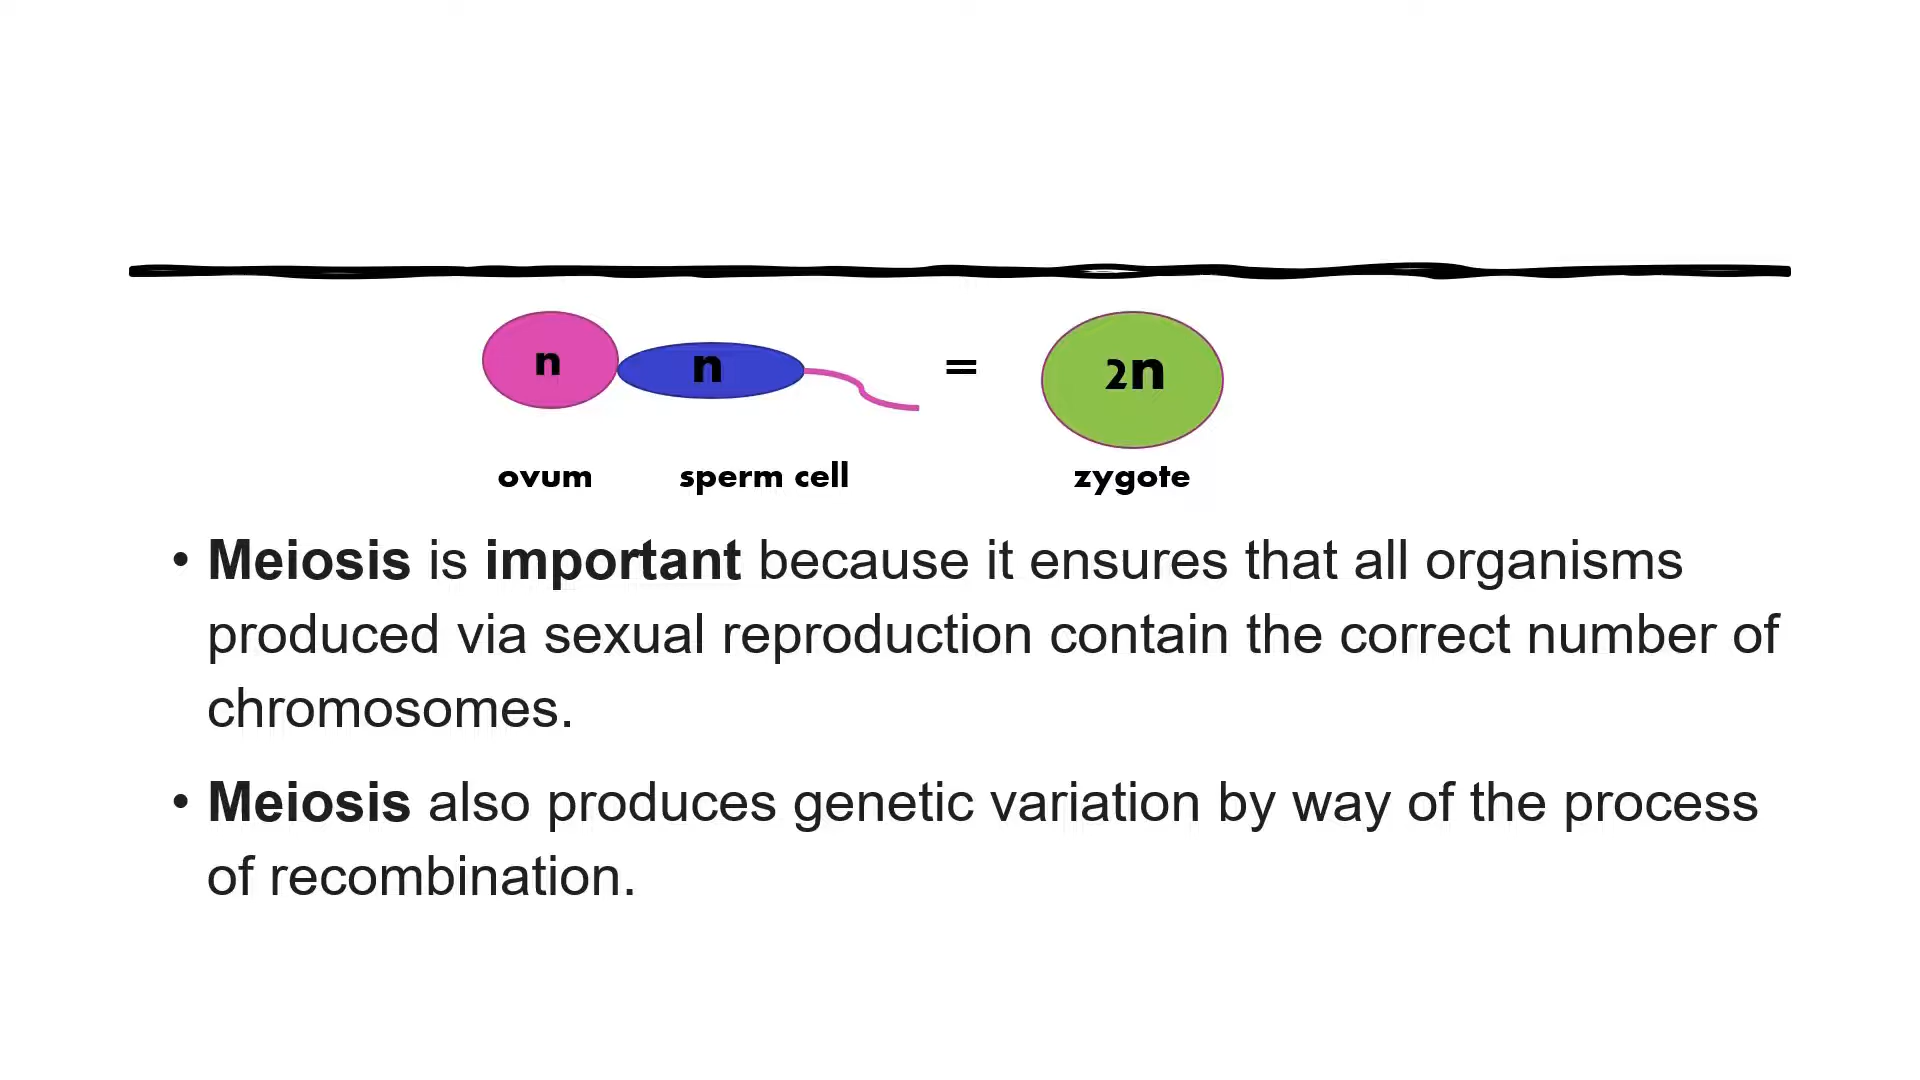 n n = 2n
ovum sperm cell zygote
• Meiosis is important because it ensures that all organisms
produced via sexual reproduction contain the correct number of
chromosomes.
• Meiosis also produces genetic variation by way of the process
of recombination.